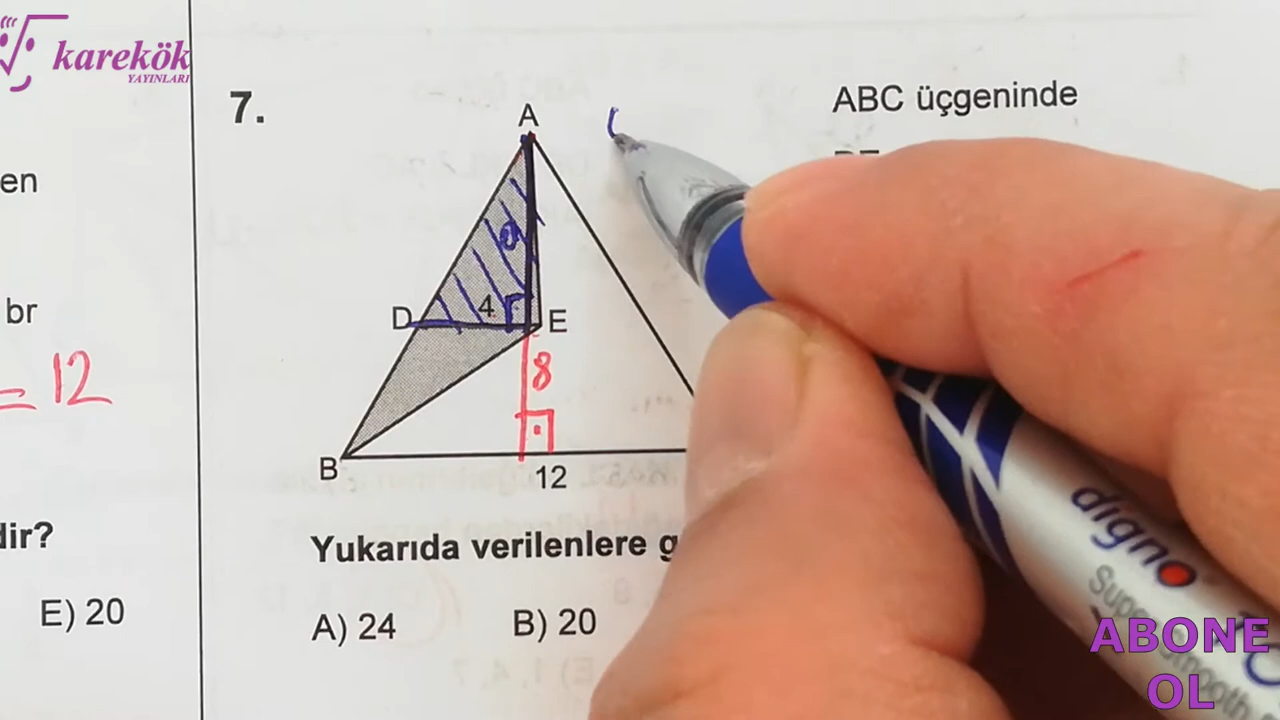 karekök
YAYINLARI
en
br
= 12
dir?
E) 20
7.
A
a
D
4
E
8
B
12
ABC üçgeninde
Yukarıda verilenlere g
A) 24
B) 20
digno
ABONE
OL